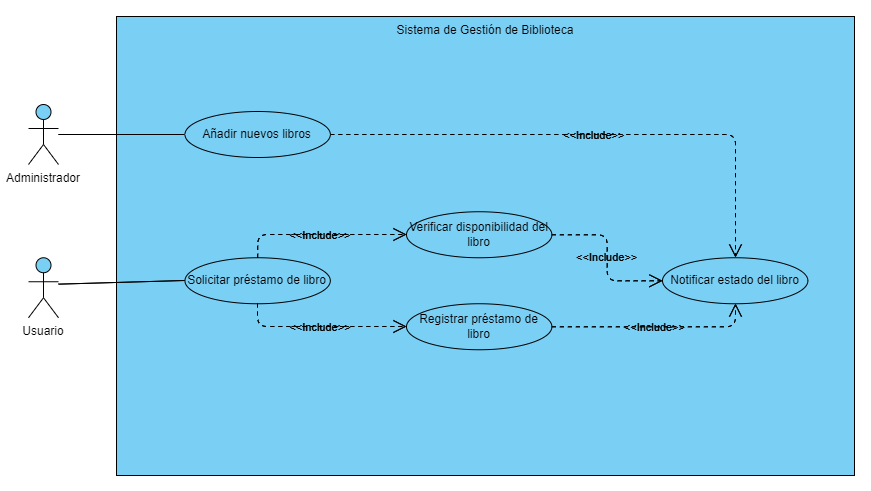 Sistema de Gestión de Biblioteca
Añadir nuevos libros
<<Include>>
Administrador
Verificar disponibilidad del
libro
<<Include>>
<<Include>>
Solicitar préstamo de libro
Notificar estado del libro
Usuario
Registrar préstamo de
libro
<<Include>>
<<Include>>